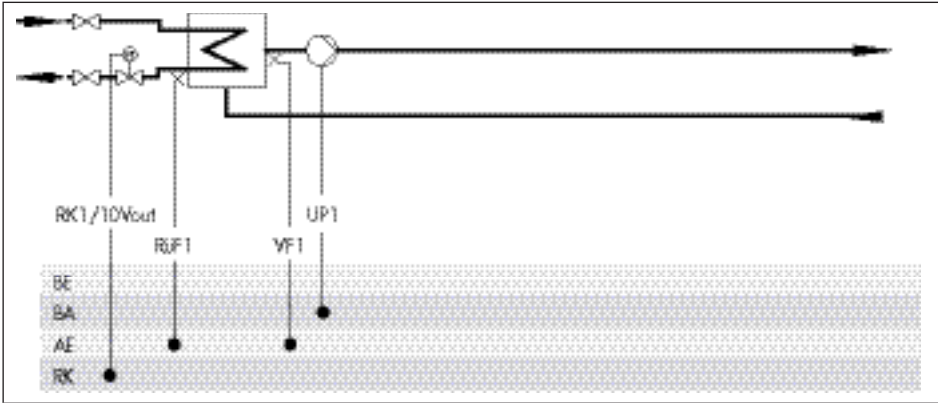 RK1/10Vout
UP1
RüF1
VF1
BE
BA
AE
RK